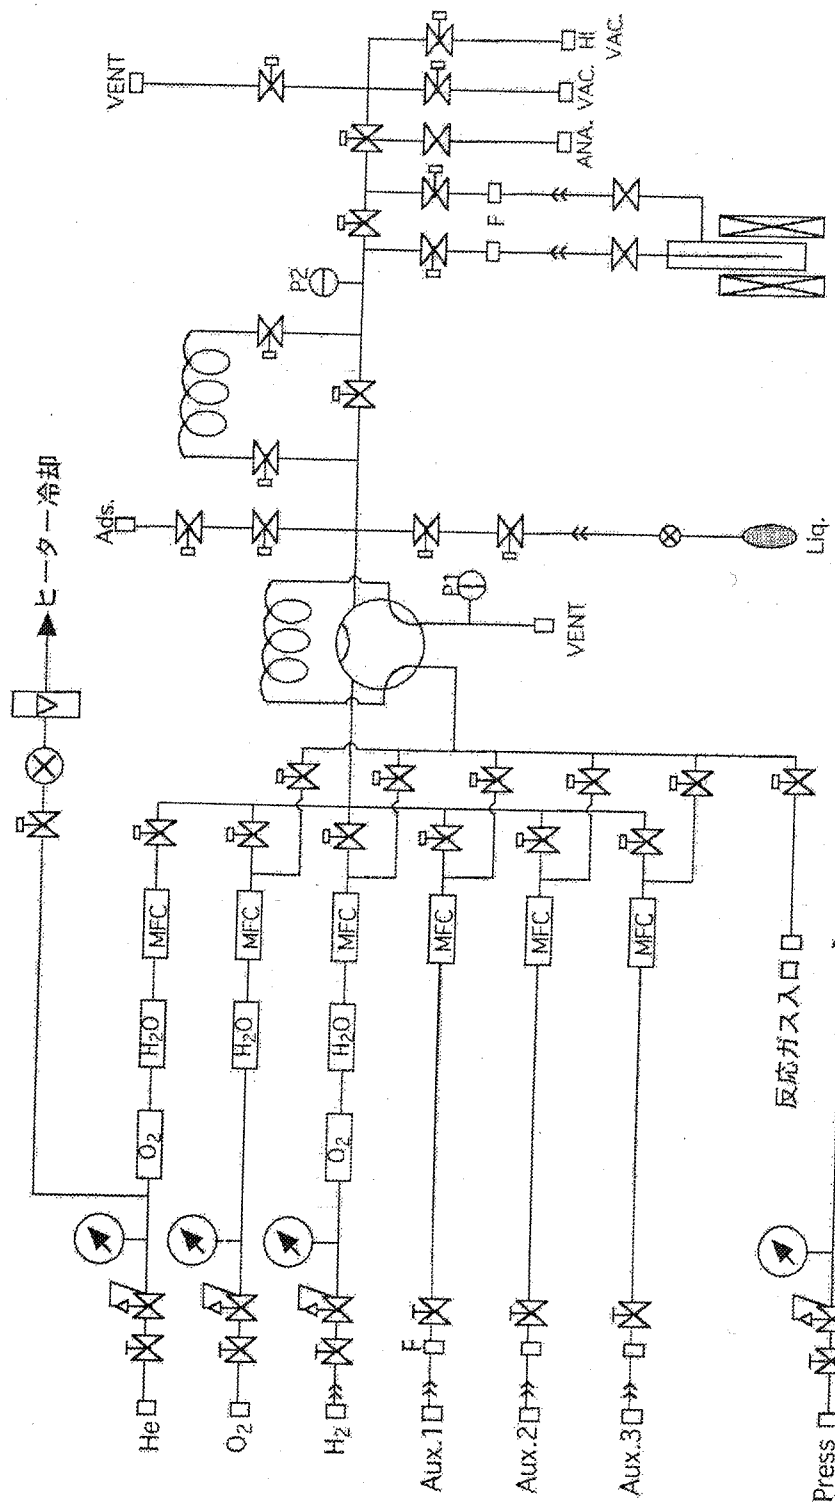 VENT
HI
VAC.
VAC.
ANA.
F
P2
ヒーター冷却
Ads.
Liq.
P1
VENT
V
MFC
H₂O
O₂
He
MFC
H₂O
O₂
MFC
H₂O
O₂
H₂
MFC
F
Aux.1
MFC
Aux.2
MFC
Aux.3
反応ガス入口
Press